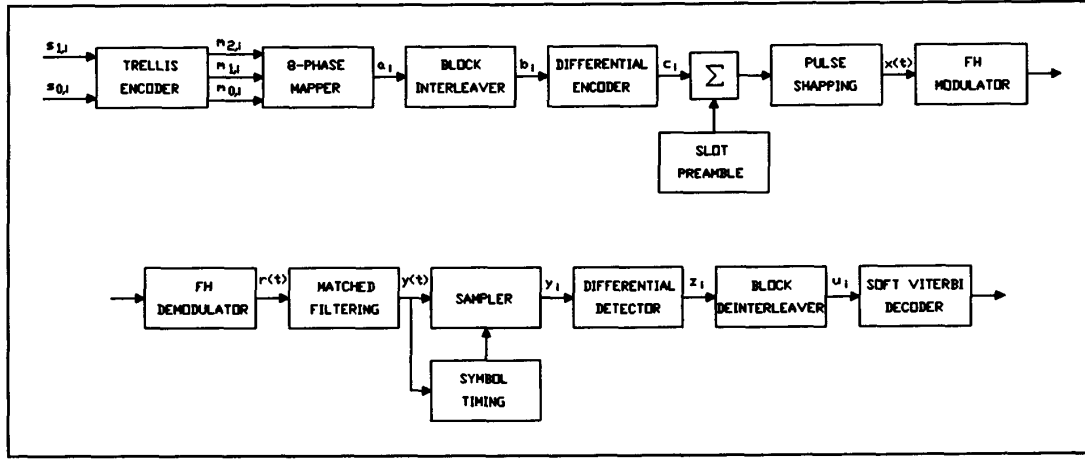 s1,i
s0,i
TRELLIS
ENCODER
m2,i
m1,i
m0,i
8-PHASE
MAPPER
ai
BLOCK
INTERLEAVER
bi
DIFFERENTIAL
ENCODER
ci
Σ
SLOT
PREAMBLE
PULSE
SHAPPING
x(t)
FH
MODULATOR
FH
DEMODULATOR
r(t)
MATCHED
FILTERING
y(t)
SAMPLER
SYMBOL
TIMING
yi
DIFFERENTIAL
DETECTOR
zi
BLOCK
DEINTERLEAVER
ui
SOFT VITERBI
DECODER